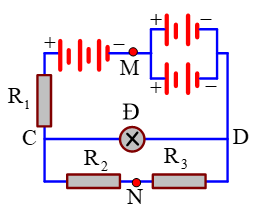 + − + −
M
+ −
R1
Đ
C D
R2 R3
N